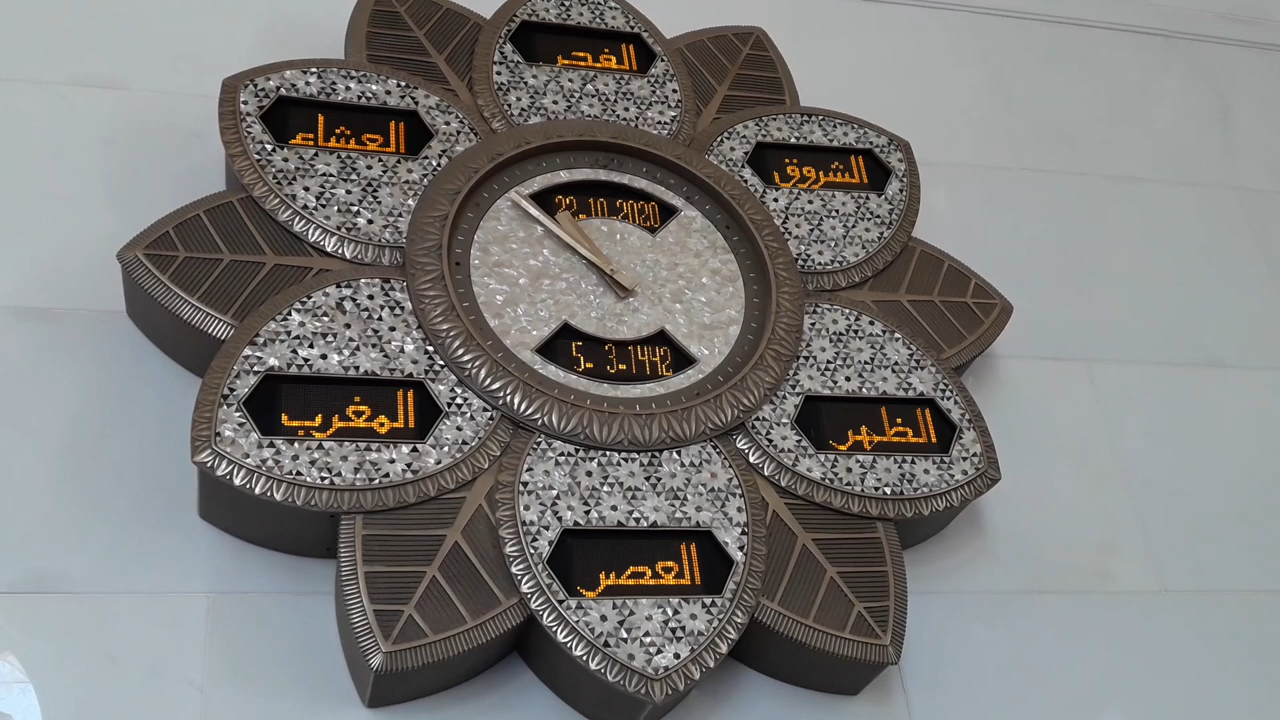 الفجر
العشاء
الشروق
22-10-2020
5- 3-1442
المغرب
الظهر
العصر